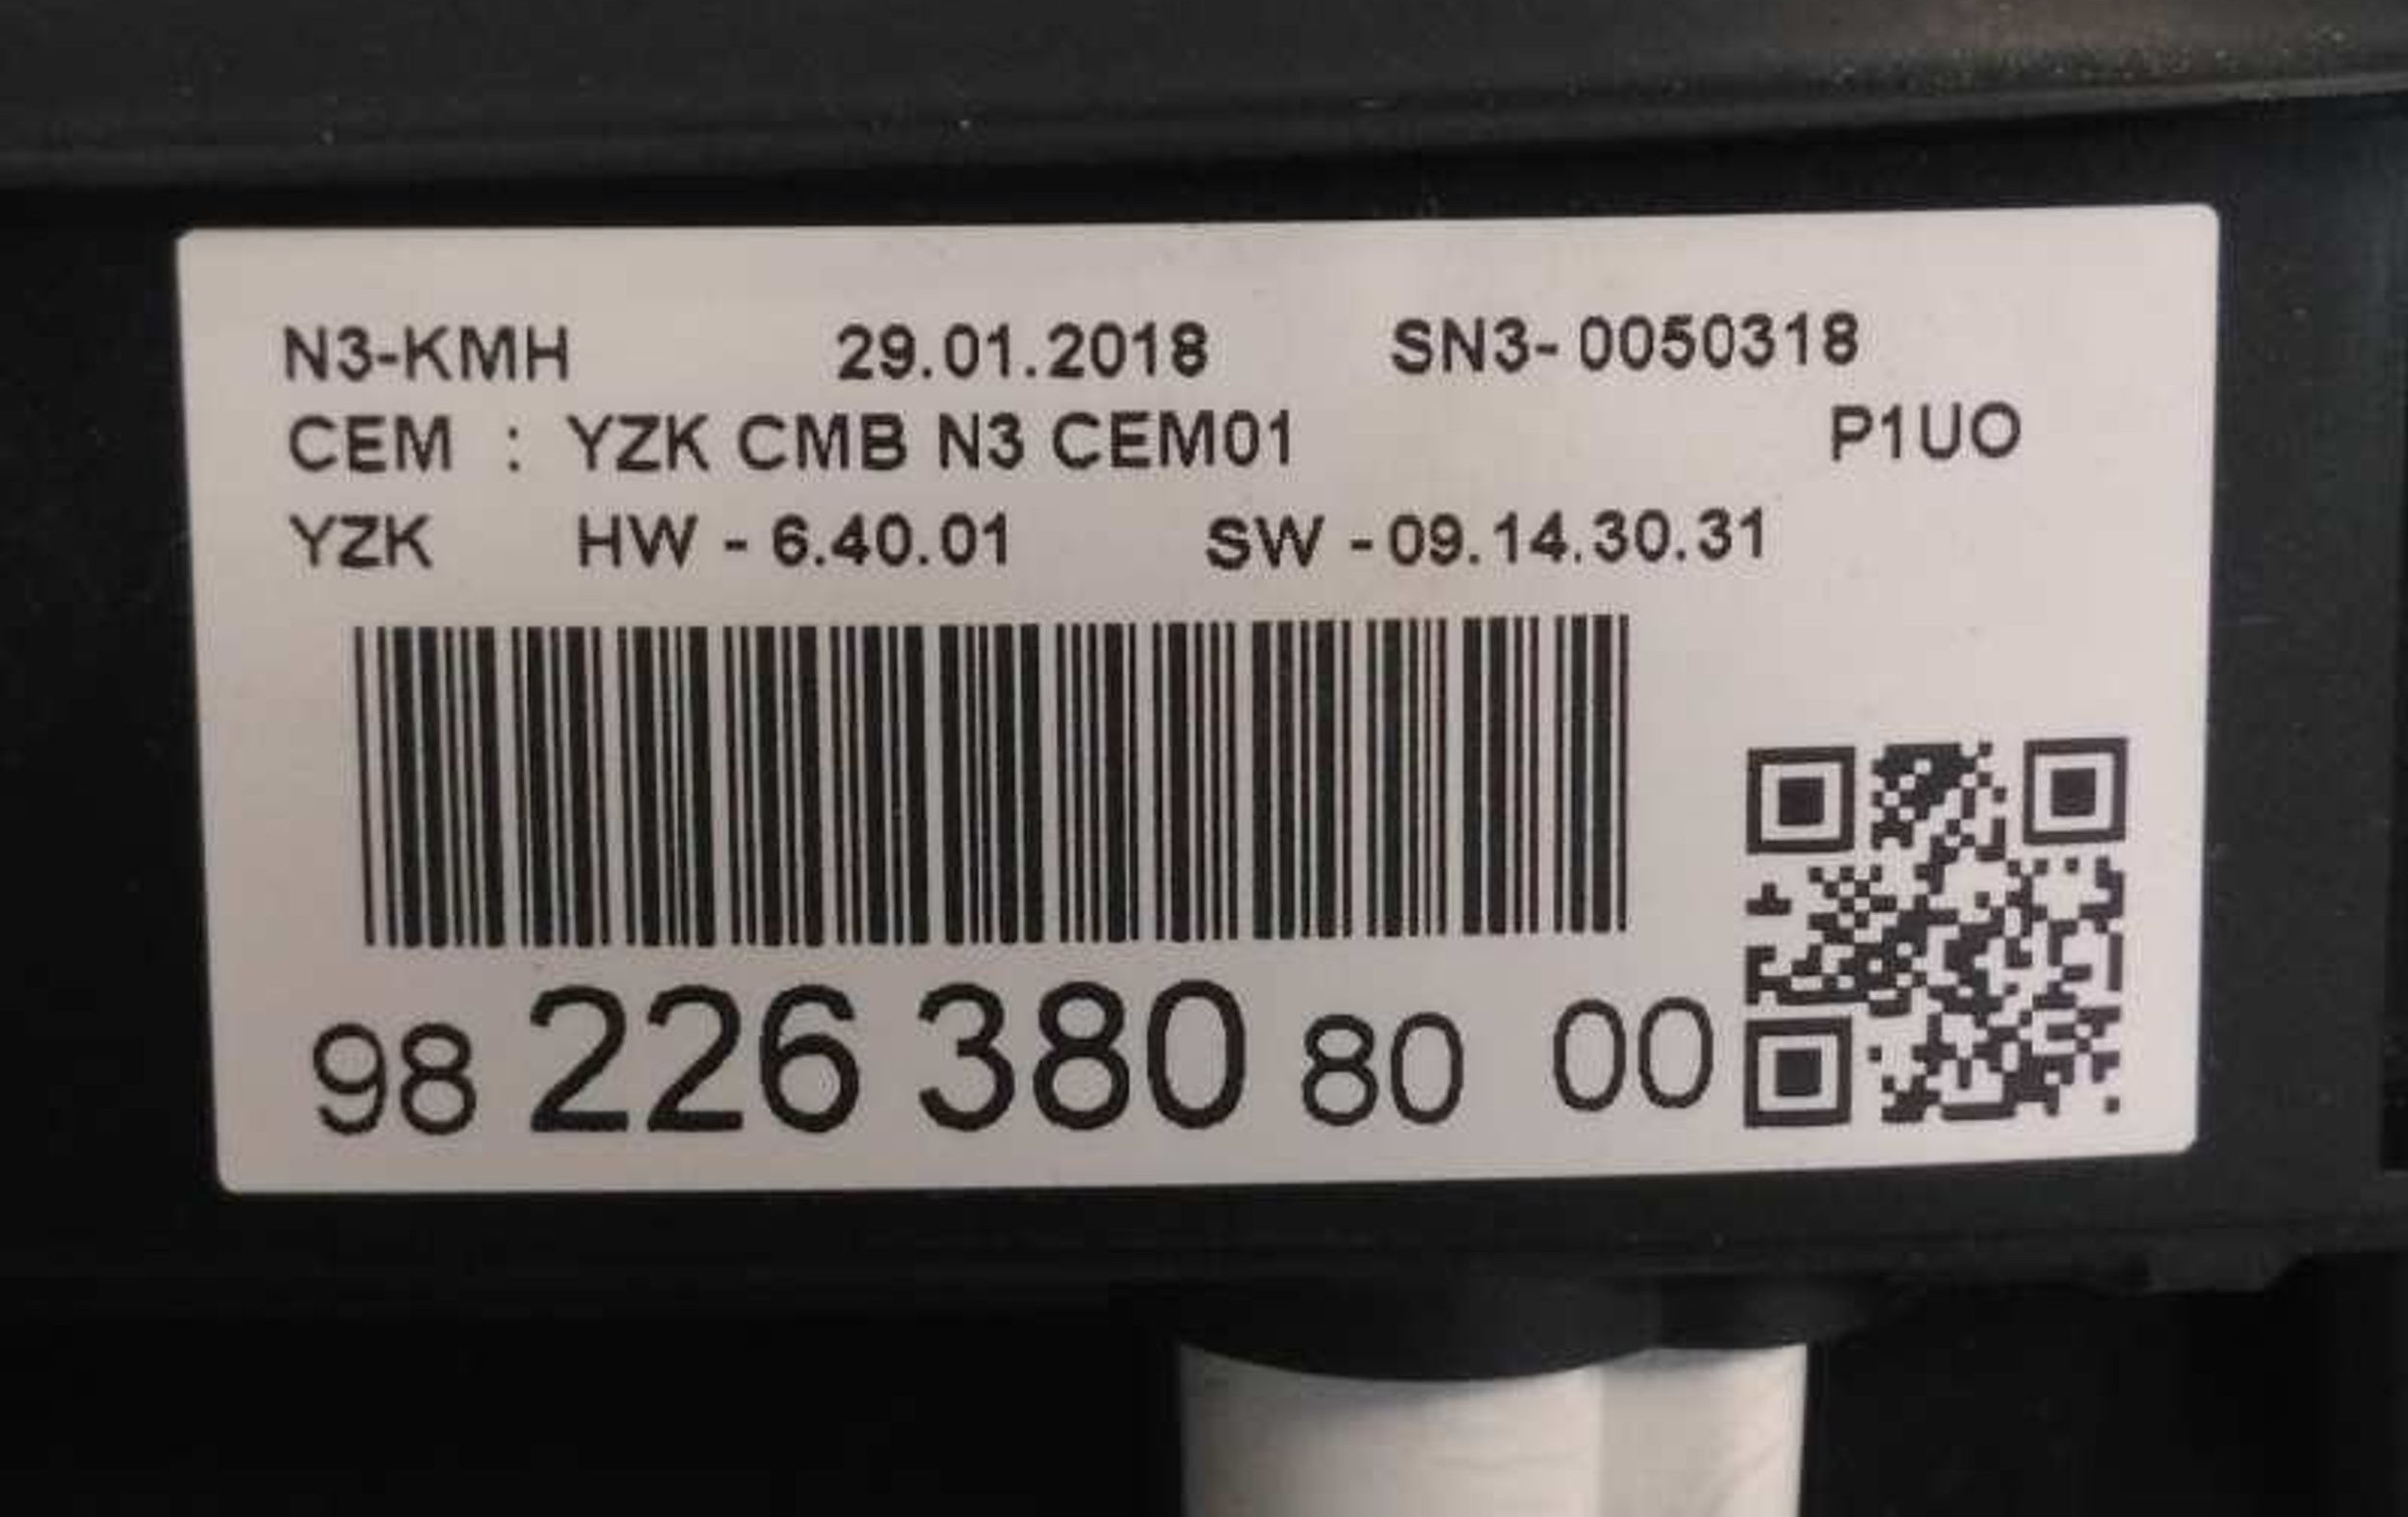 N3-KMH 29.01.2018 SN3- 0050318
CEM : YZK CMB N3 CEM01 P1UO
YZK HW - 6.40.01 SW -09.14.30.31
98 226 380 80 00